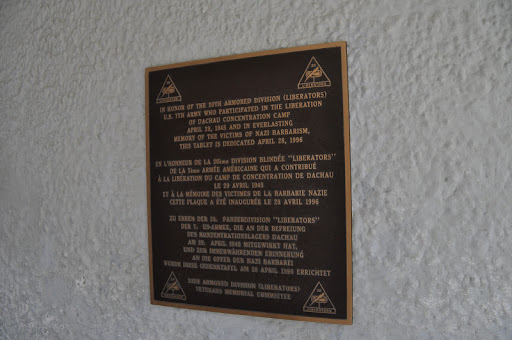 IN HONOR OF THE 20TH ARMORED DIVISION (LIBERATORS)
U.S. 7TH ARMY WHO PARTICIPATED IN THE LIBERATION
OF DACHAU CONCENTRATION CAMP
APRIL 29, 1945 AND IN EVERLASTING
MEMORY OF THE VICTIMS OF NAZI BARBARISM,
THIS TABLET IS DEDICATED APRIL 28, 1996
EN L'HONNEUR DE LA 20ème DIVISION BLINDÉE "LIBERATORS"
DE LA 7ème ARMÉE AMÉRICAINE QUI A CONTRIBUÉ
À LA LIBÉRATION DU CAMP DE CONCENTRATION DE DACHAU
LE 29 AVRIL 1945
ET À LA MÉMOIRE DES VICTIMES DE LA BARBARIE NAZIE
CETTE PLAQUE A ÉTÉ INAUGURÉE LE 28 AVRIL 1996
ZU EHREN DER 20. PANZERDIVISION "LIBERATORS"
DER 7. US-ARMEE, DIE AN DER BEFREIUNG
DES KONZENTRATIONSLAGERS DACHAU
AM 29. APRIL 1945 MITGEWIRKT HAT,
UND ZUR IMMERWÄHRENDEN ERINNERUNG
AN DIE OPFER DER NAZI BARBAREI
WURDE DIESE GEDENKTAFEL AM 28 APRIL 1996 ERRICHTET
20TH ARMORED DIVISION (LIBERATORS)
VETERANS MEMORIAL COMMITTEE